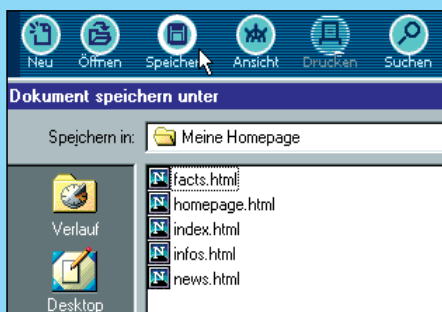 Neu Öffnen Speichern Ansicht Drucken Suchen
Dokument speichern unter
Speichern in: Meine Homepage
facts.html
homepage.html
index.html
infos.html
news.html
Verlauf
Desktop